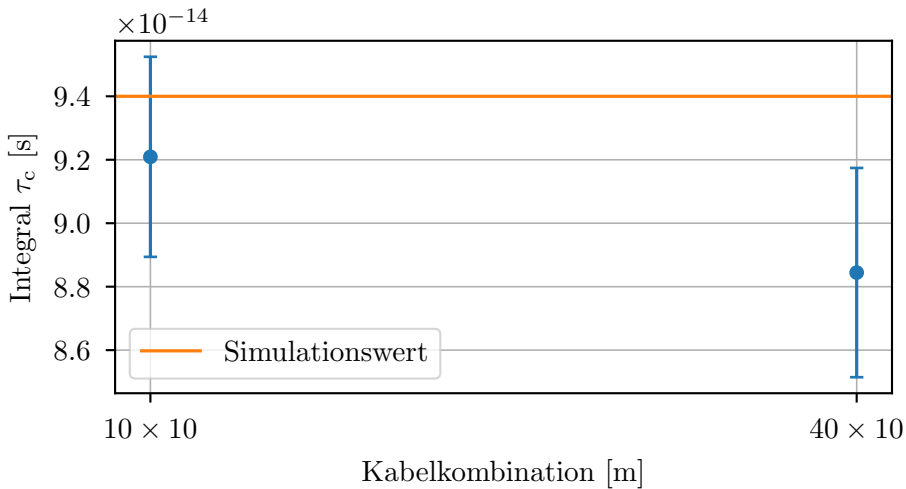 ×10⁻¹⁴
9.4
9.2
9.0
8.8
8.6
Integral τ_c [s]
Simulationswert
10 × 10
40 × 10
Kabelkombination [m]